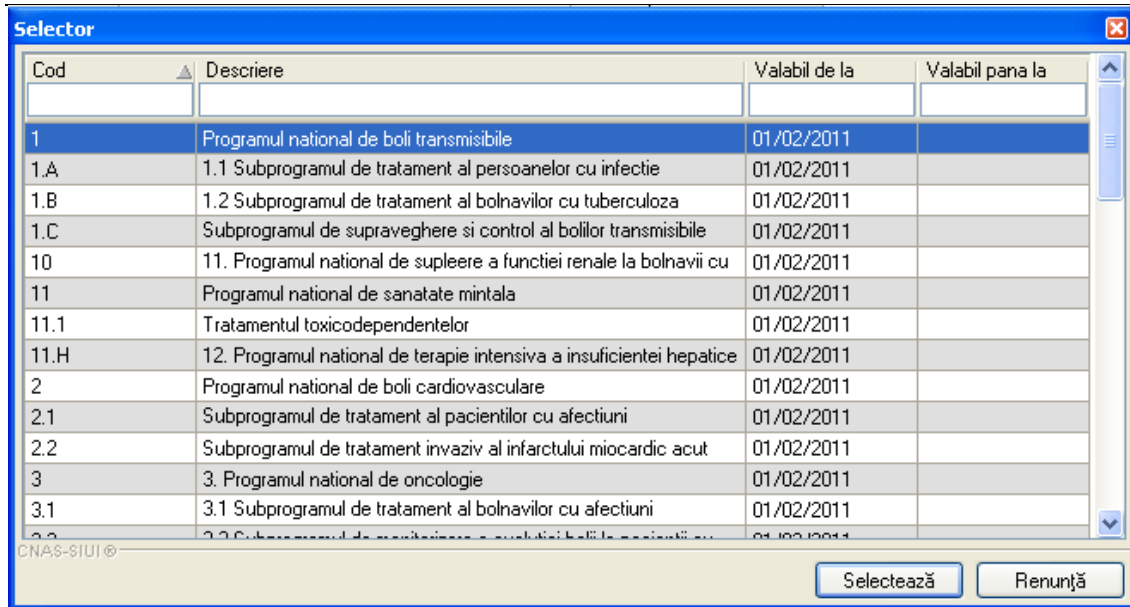 Selector
Cod Descriere Valabil de la Valabil pana la
1 Programul national de boli transmisibile 01/02/2011
1.A 1.1 Subprogramul de tratament al persoanelor cu infectie 01/02/2011
1.B 1.2 Subprogramul de tratament al bolnavilor cu tuberculoza 01/02/2011
1.C Subprogramul de supraveghere si control al bolilor transmisibile 01/02/2011
10 11. Programul national de supleere a functiei renale la bolnavii cu 01/02/2011
11 Programul national de sanatate mintala 01/02/2011
11.1 Tratamentul toxicodependentelor 01/02/2011
11.H 12. Programul national de terapie intensiva a insuficientei hepatice 01/02/2011
2 Programul national de boli cardiovasculare 01/02/2011
2.1 Subprogramul de tratament al pacientilor cu afectiuni 01/02/2011
2.2 Subprogramul de tratament invaziv al infarctului miocardic acut 01/02/2011
3 3. Programul national de oncologie 01/02/2011
3.1 3.1 Subprogramul de tratament al bolnavilor cu afectiuni 01/02/2011
CNAS-SIUI®
Selectează Renunţă